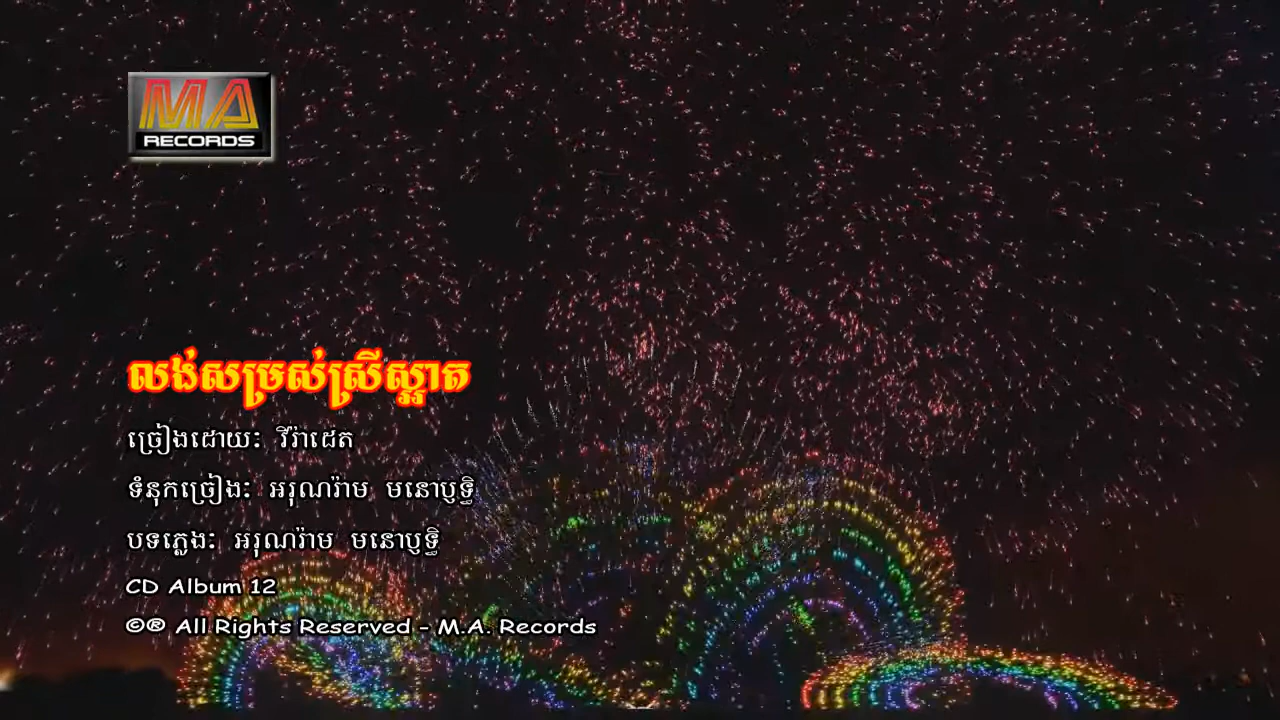 MA
RECORDS
លង់សម្រស់ស្រីស្អាត
ច្រៀងដោយ: វីរ៉ាដេត
ទំនុកច្រៀង: អរុណរ៉ាម មនោឫទ្ធិ
បទភ្លេង: អរុណរ៉ាម មនោឫទ្ធិ
CD Album 12
©® All Rights Reserved - M.A. Records